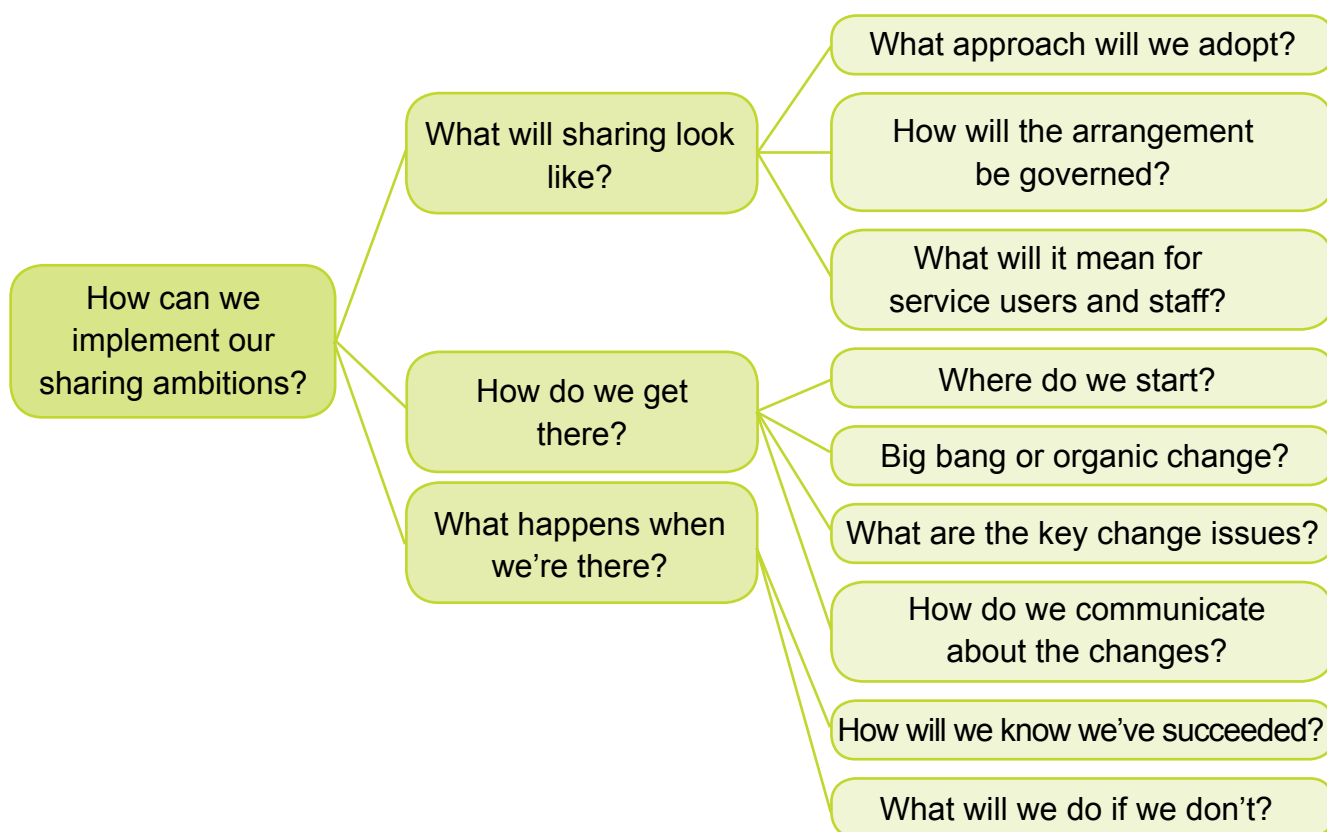 How can we
implement our
sharing ambitions?
What will sharing look
like?
What approach will we adopt?
How will the arrangement
be governed?
What will it mean for
service users and staff?
How do we get
there?
Where do we start?
Big bang or organic change?
What are the key change issues?
How do we communicate
about the changes?
What happens when
we’re there?
How will we know we’ve succeeded?
What will we do if we don’t?